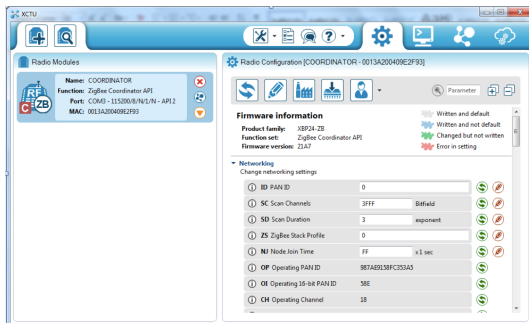 XCTU
Radio Modules
Name: COORDINATOR
Function: ZigBee Coordinator API
Port: COM3 - 115200/8/N/1/N - API 2
MAC: 0013A200409E2F93
Radio Configuration [COORDINATOR - 0013A200409E2F93]
Parameter
Firmware information
Product family: XBP24-ZB
Function set: ZigBee Coordinator API
Firmware version: 21A7
Written and default
Written and not default
Changed but not written
Error in setting
Networking
Change networking settings
ID PAN ID 0
SC Scan Channels 3FFF Bitfield
SD Scan Duration 3 exponent
ZS ZigBee Stack Profile 0
NJ Node Join Time FF x 1 sec
OP Operating PAN ID 987AE9158FC353A5
OI Operating 16-bit PAN ID 58E
CH Operating Channel 18